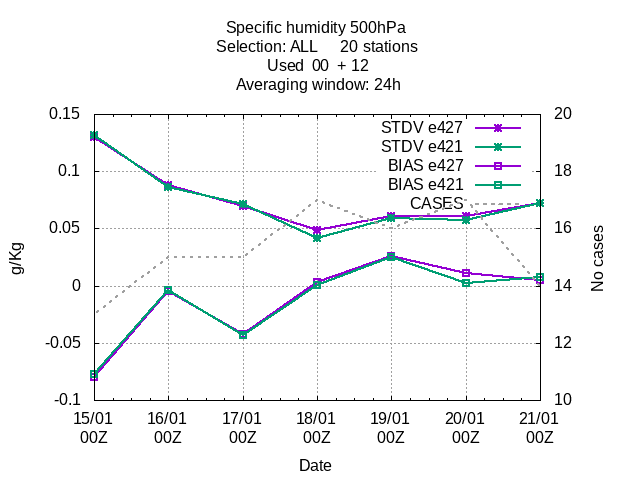 Specific humidity 500hPa
Selection: ALL 20 stations
Used 00 + 12
Averaging window: 24h
0.15
0.1
0.05
0
-0.05
-0.1
g/Kg
20
18
16
14
12
10
No cases
STDV e427
STDV e421
BIAS e427
BIAS e421
CASES
15/01 16/01 17/01 18/01 19/01 20/01 21/01
00Z 00Z 00Z 00Z 00Z 00Z 00Z
Date